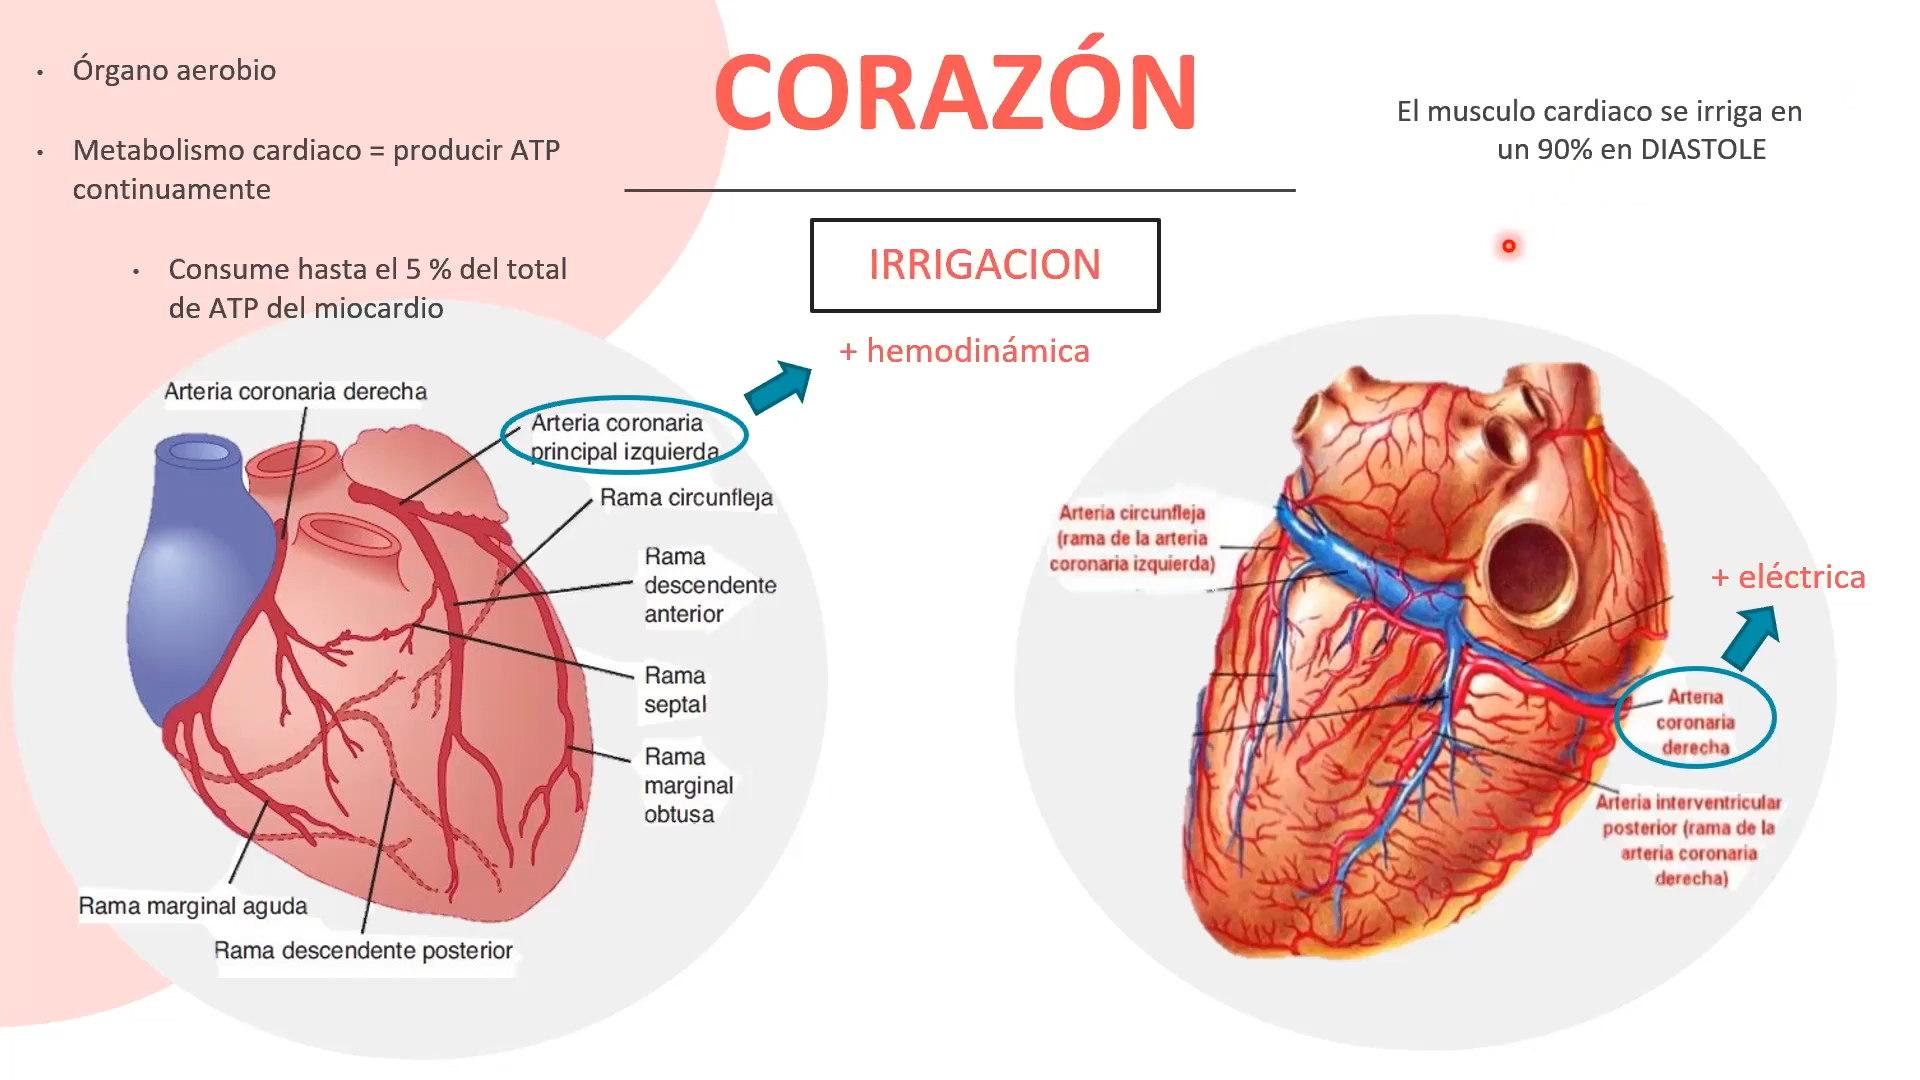 CORAZÓN
• Órgano aerobio
• Metabolismo cardiaco = producir ATP
continuamente
• Consume hasta el 5 % del total
de ATP del miocardio
El musculo cardiaco se irriga en
un 90% en DIASTOLE
IRRIGACION
+ hemodinámica
Arteria coronaria derecha
Arteria coronaria
principal izquierda
Rama circunfleja
Rama
descendente
anterior
Rama
septal
Rama
marginal
obtusa
Rama marginal aguda
Rama descendente posterior
Arteria circunfleja
(rama de la arteria
coronaria izquierda)
+ eléctrica
Arteria
coronaria
derecha
Arteria interventricular
posterior (rama de la
arteria coronaria
derecha)